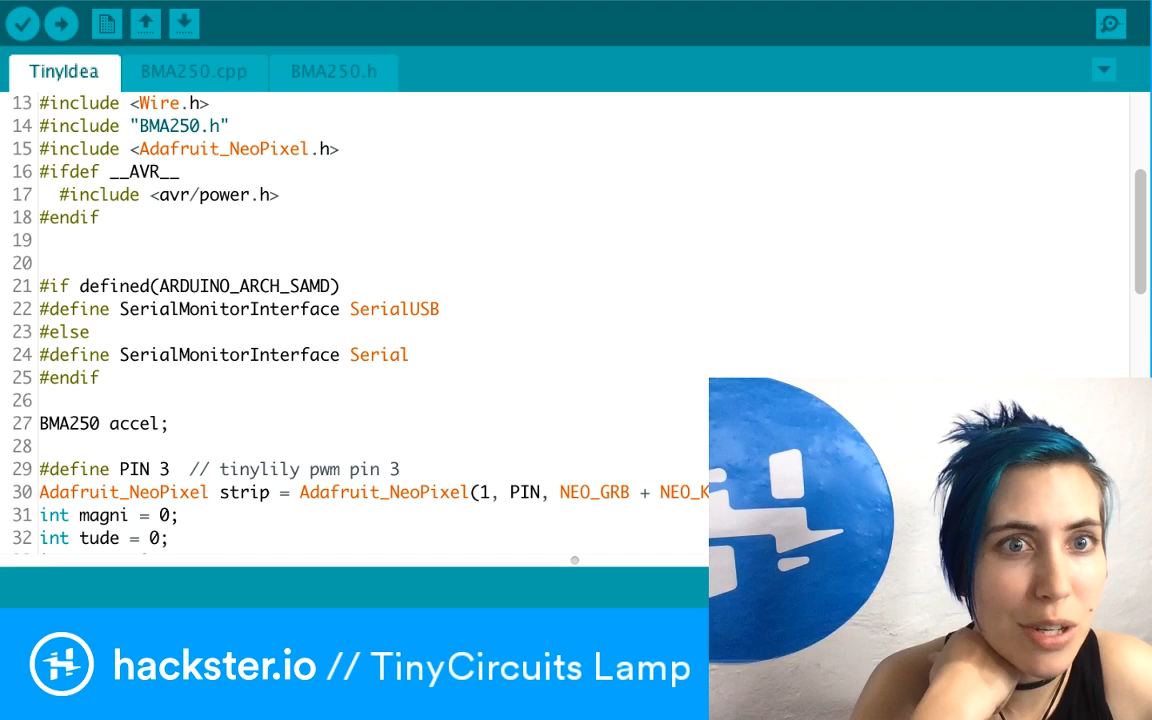 TinyIdea BMA250.cpp BMA250.h
13 #include <Wire.h>
14 #include "BMA250.h"
15 #include <Adafruit_NeoPixel.h>
16 #ifdef __AVR__
17 #include <avr/power.h>
18 #endif
19
20
21 #if defined(ARDUINO_ARCH_SAMD)
22 #define SerialMonitorInterface SerialUSB
23 #else
24 #define SerialMonitorInterface Serial
25 #endif
26
27 BMA250 accel;
28
29 #define PIN 3 // tinylily pwm pin 3
30 Adafruit_NeoPixel strip = Adafruit_NeoPixel(1, PIN, NEO_GRB + NEO_K
31 int magni = 0;
32 int tude = 0;
hackster.io // TinyCircuits Lamp